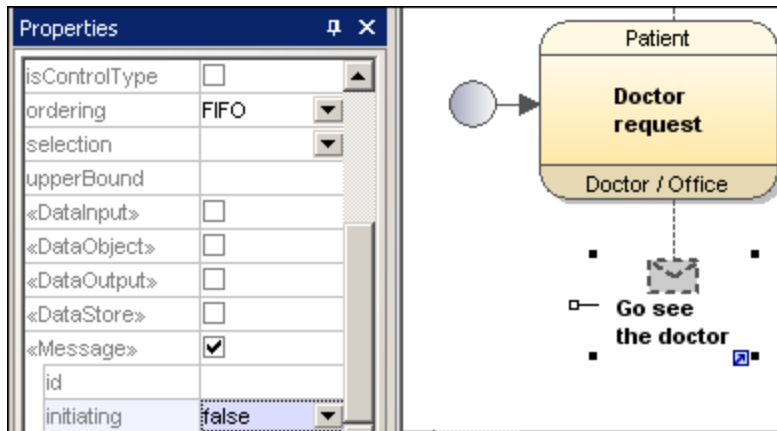 Properties
isControlType
ordering FIFO
selection
upperBound
«DataInput»
«DataObject»
«DataOutput»
«DataStore»
«Message»
id
initiating false
Patient
Doctor
request
Doctor / Office
Go see
the doctor